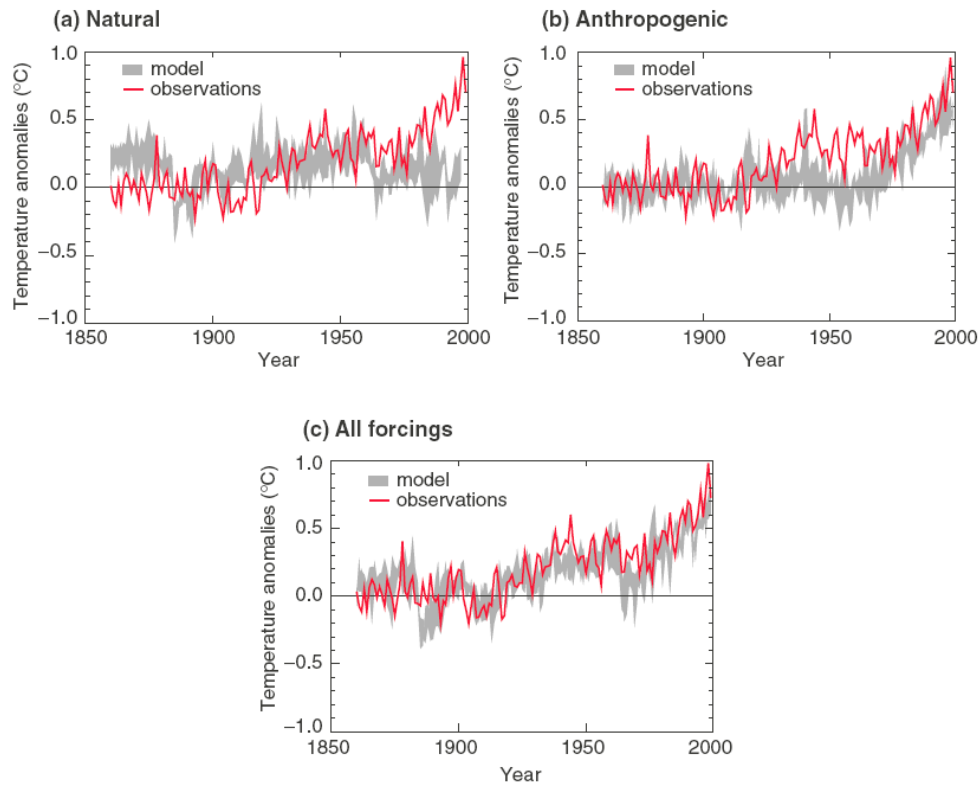 (a) Natural
Temperature anomalies (°C)
1.0
0.5
0.0
−0.5
−1.0
model
observations
1850
1900
1950
2000
Year
(b) Anthropogenic
Temperature anomalies (°C)
1.0
0.5
0.0
−0.5
−1.0
model
observations
1850
1900
1950
2000
Year
(c) All forcings
Temperature anomalies (°C)
1.0
0.5
0.0
−0.5
−1.0
model
observations
1850
1900
1950
2000
Year